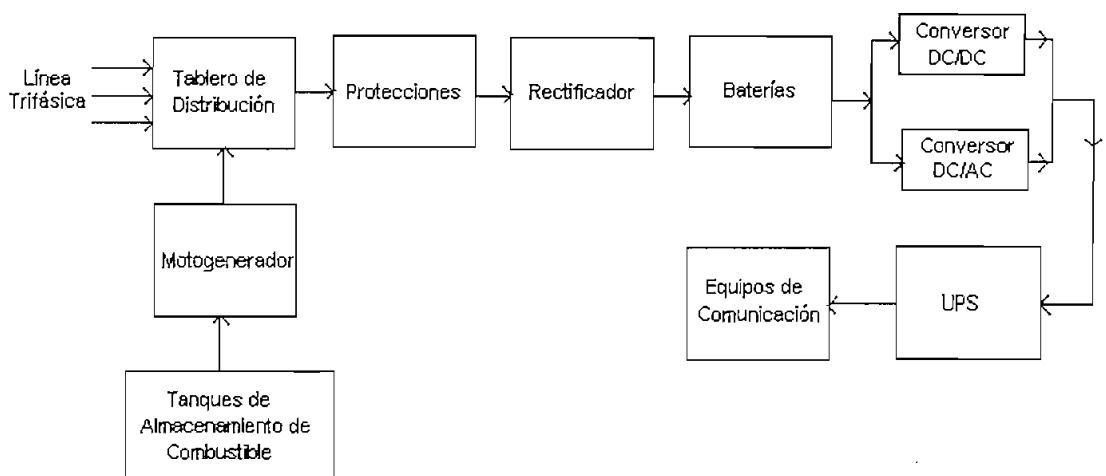 Línea
Trifásica
Tablero de
Distribución
Protecciones
Rectificador
Baterías
Conversor
DC/DC
Conversor
DC/AC
Motogenerador
Equipos de
Comunicación
UPS
Tanques de
Almacenamiento de
Combustible